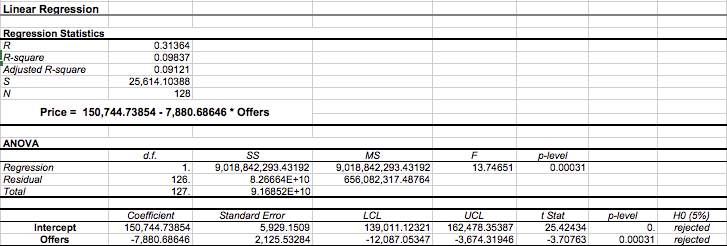 Linear Regression
Regression Statistics
R 0.31364
R-square 0.09837
Adjusted R-square 0.09121
S 25,614.10388
N 128
Price = 150,744.73854 - 7,880.68646 * Offers
ANOVA
d.f. SS MS F p-level
Regression 1. 9,018,842,293.43192 9,018,842,293.43192 13.74651 0.00031
Residual 126. 8.26664E+10 656,082,317.48764
Total 127. 9.16852E+10
Coefficient Standard Error LCL UCL t Stat p-level H0 (5%)
Intercept 150,744.73854 5,929.1509 139,011.12321 162,478.35387 25.42434 0. rejected
Offers -7,880.68646 2,125.53284 -12,087.05347 -3,674.31946 -3.70763 0.00031 rejected